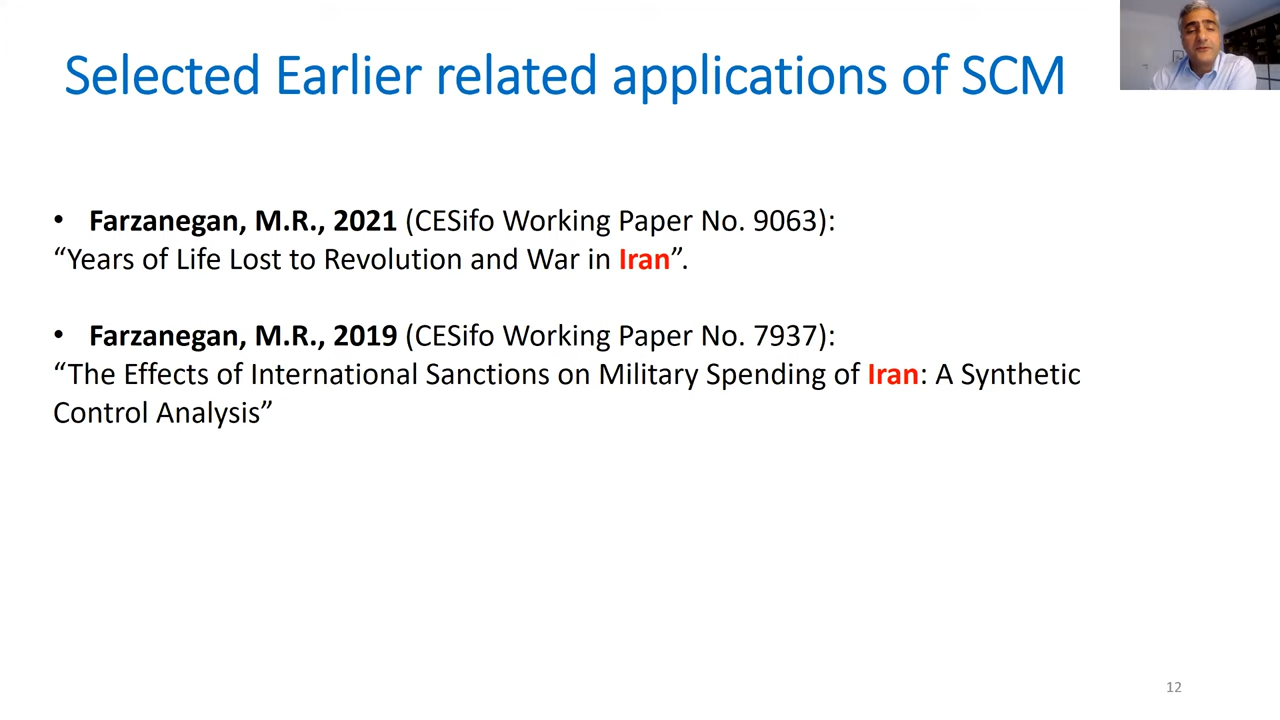 Selected Earlier related applications of SCM
• Farzanegan, M.R., 2021 (CESifo Working Paper No. 9063):
“Years of Life Lost to Revolution and War in Iran”.
• Farzanegan, M.R., 2019 (CESifo Working Paper No. 7937):
“The Effects of International Sanctions on Military Spending of Iran: A Synthetic
Control Analysis”
12